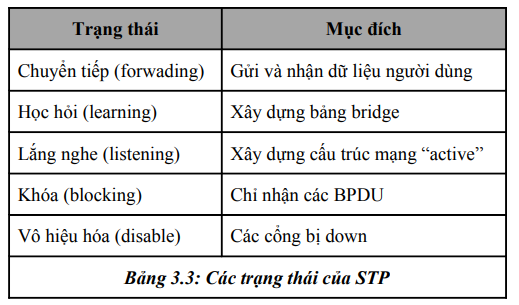 Trạng thái Mục đích
Chuyển tiếp (forwading) Gửi và nhận dữ liệu người dùng
Học hỏi (learning) Xây dựng bảng bridge
Lắng nghe (listening) Xây dựng cấu trúc mạng “active”
Khóa (blocking) Chỉ nhận các BPDU
Vô hiệu hóa (disable) Các cổng bị down
Bảng 3.3: Các trạng thái của STP